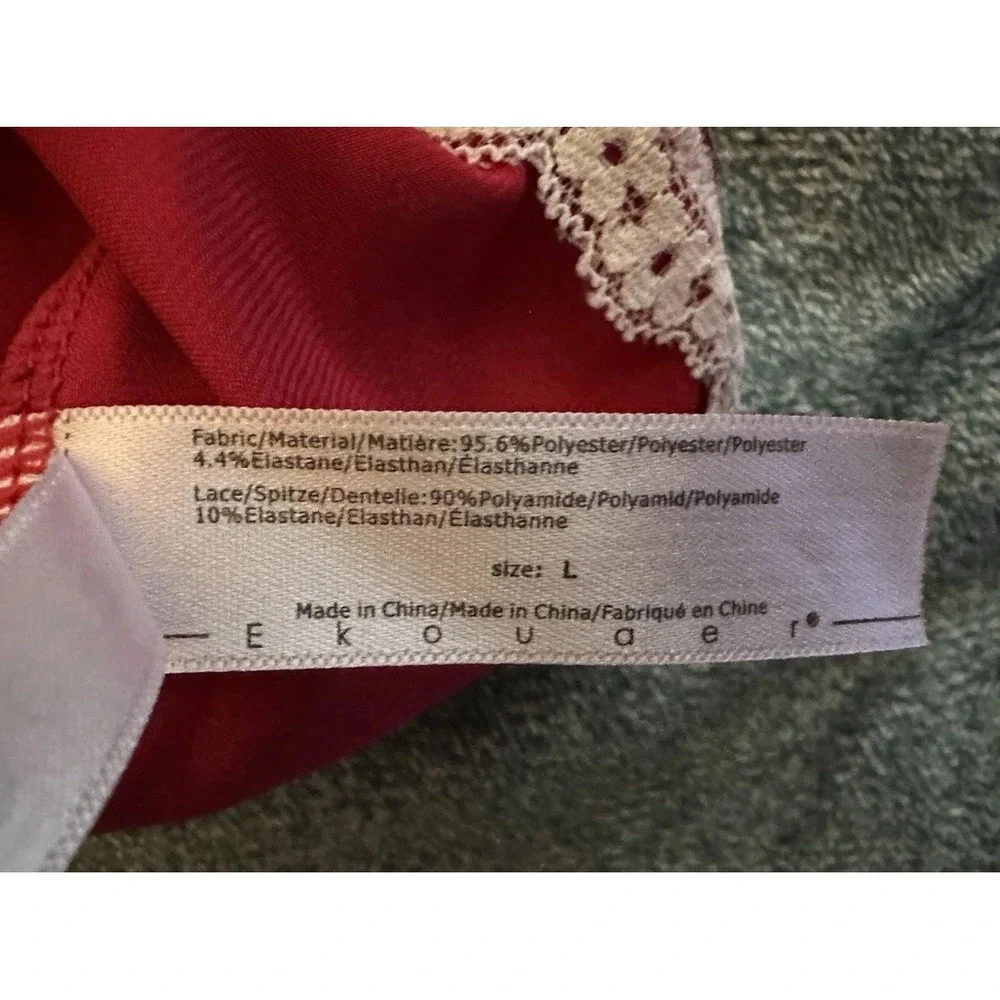 Fabric/Material/Matière:95.6%Polyester/Polyester/Polyester
4.4%Elastane/Elasthan/Élasthanne
Lace/Spitze/Dentelle:90%Polyamide/Polyamid/Polyamide
10%Elastane/Elasthan/Élasthanne
size: L
Made in China/Made in China/Fabriqué en Chine
E k o u a e r®